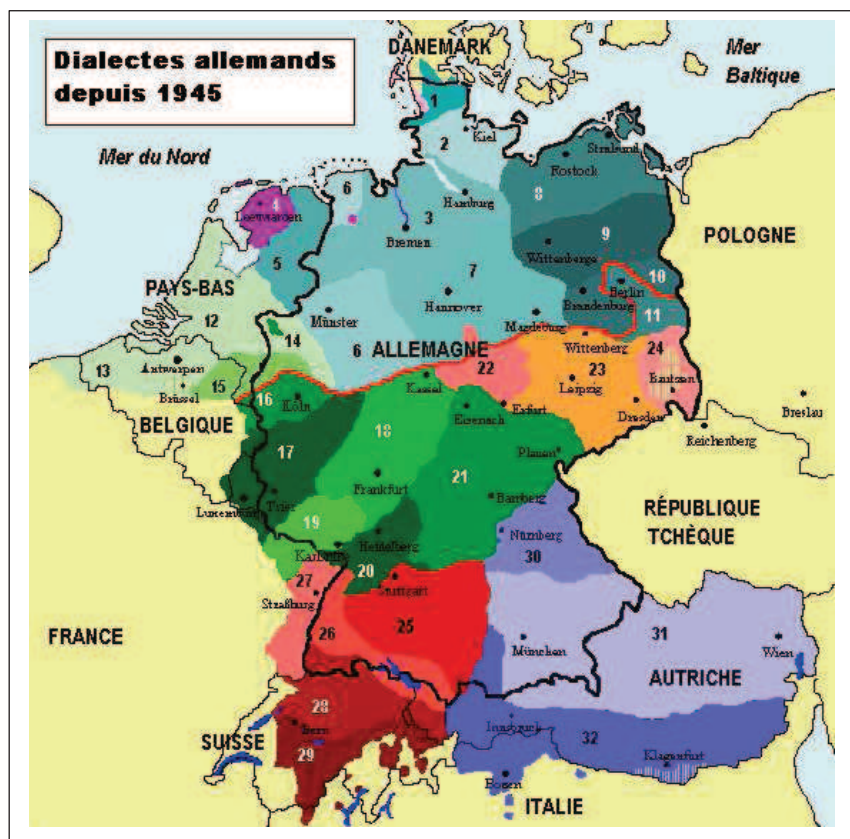 Dialectes allemands
depuis 1945
DANEMARK
Mer
Baltique
Mer du Nord
1
Kiel
2
Stralsund
Rostock
6
8
4
Leewarden
Hamburg
3
Bremen
9
POLOGNE
Wittenberge
5
10
PAYS-BAS
7
Berlin
Hannover
Brandenburg
12
Münster
11
Magdeburg
14
6
ALLEMAGNE
Wittenberg
13
Antwerpen
22
24
15
Kassel
23
Leipzig
Bautzen
Brüssel
16
Köln
Erfurt
Eisenach
Dresden
Breslau
BELGIQUE
Reichenberg
18
17
Plauen
Frankfurt
21
Trier
Bamberg
Luxemburg
RÉPUBLIQUE
TCHÈQUE
19
Nürnberg
Heidelberg
Karlsruhe
30
20
27
Stuttgart
Straßburg
FRANCE
26
25
31
München
Wien
AUTRICHE
28
Bern
Innsbruck
SUISSE
32
29
Klagenfurt
Bozen
ITALIE